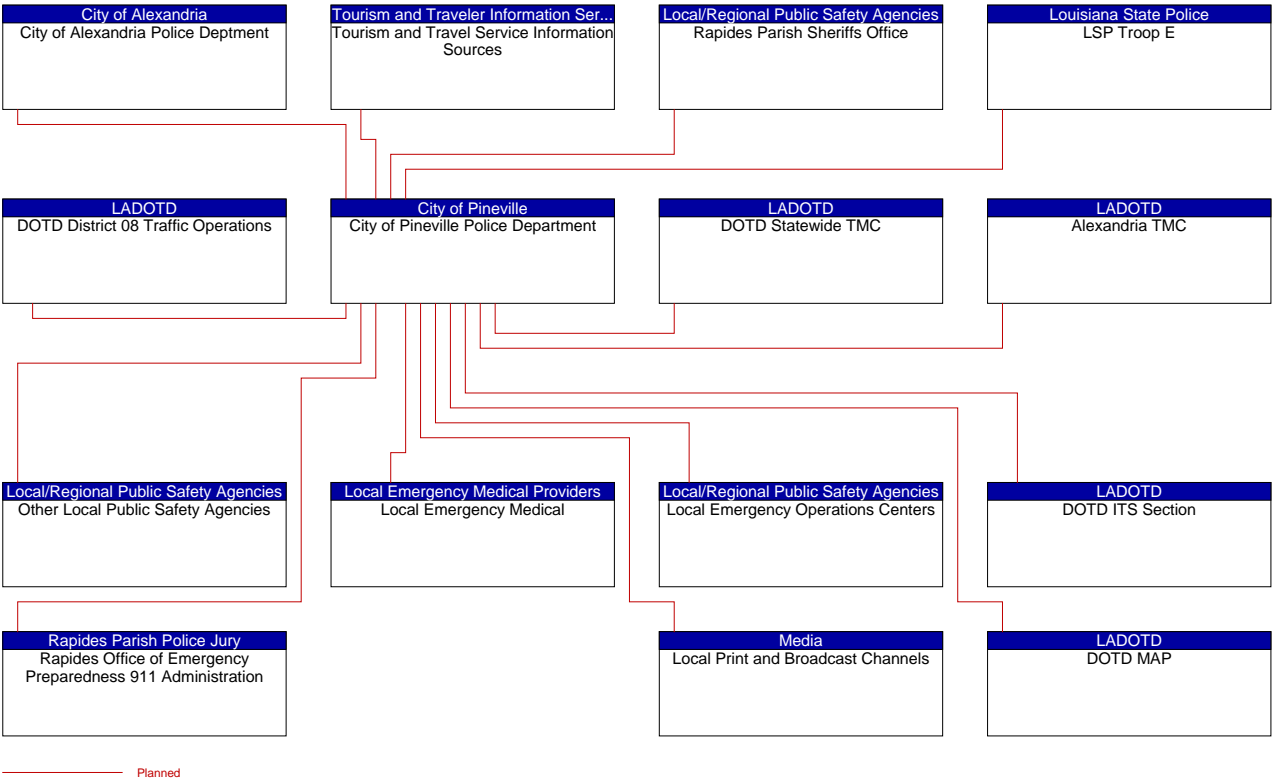 City of Alexandria
City of Alexandria Police Deptment
Tourism and Traveler Information Ser...
Tourism and Travel Service Information
Sources
Local/Regional Public Safety Agencies
Rapides Parish Sheriffs Office
Louisiana State Police
LSP Troop E
LADOTD
DOTD District 08 Traffic Operations
City of Pineville
City of Pineville Police Department
LADOTD
DOTD Statewide TMC
LADOTD
Alexandria TMC
Local/Regional Public Safety Agencies
Other Local Public Safety Agencies
Local Emergency Medical Providers
Local Emergency Medical
Local/Regional Public Safety Agencies
Local Emergency Operations Centers
LADOTD
DOTD ITS Section
Rapides Parish Police Jury
Rapides Office of Emergency
Preparedness 911 Administration
Media
Local Print and Broadcast Channels
LADOTD
DOTD MAP
Planned